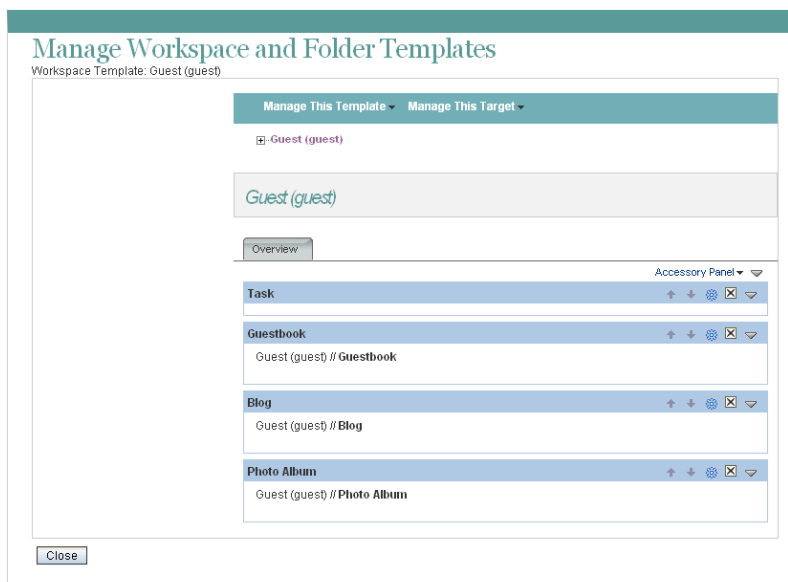 Manage Workspace and Folder Templates
Workspace Template: Guest (guest)
Manage This Template Manage This Target
Guest (guest)
Guest (guest)
Overview
Accessory Panel
Task
Guestbook
Guest (guest) // Guestbook
Blog
Guest (guest) // Blog
Photo Album
Guest (guest) // Photo Album
Close